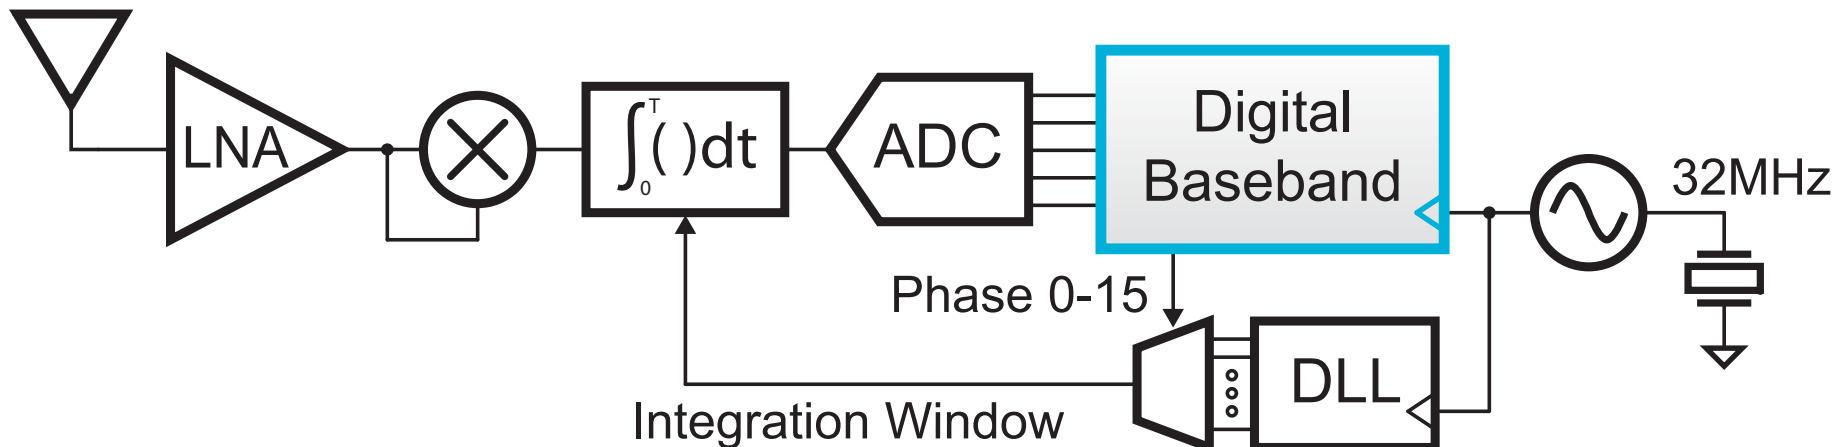 LNA
∫₀ᵀ( )dt
ADC
Digital
Baseband
32MHz
Phase 0-15
DLL
Integration Window